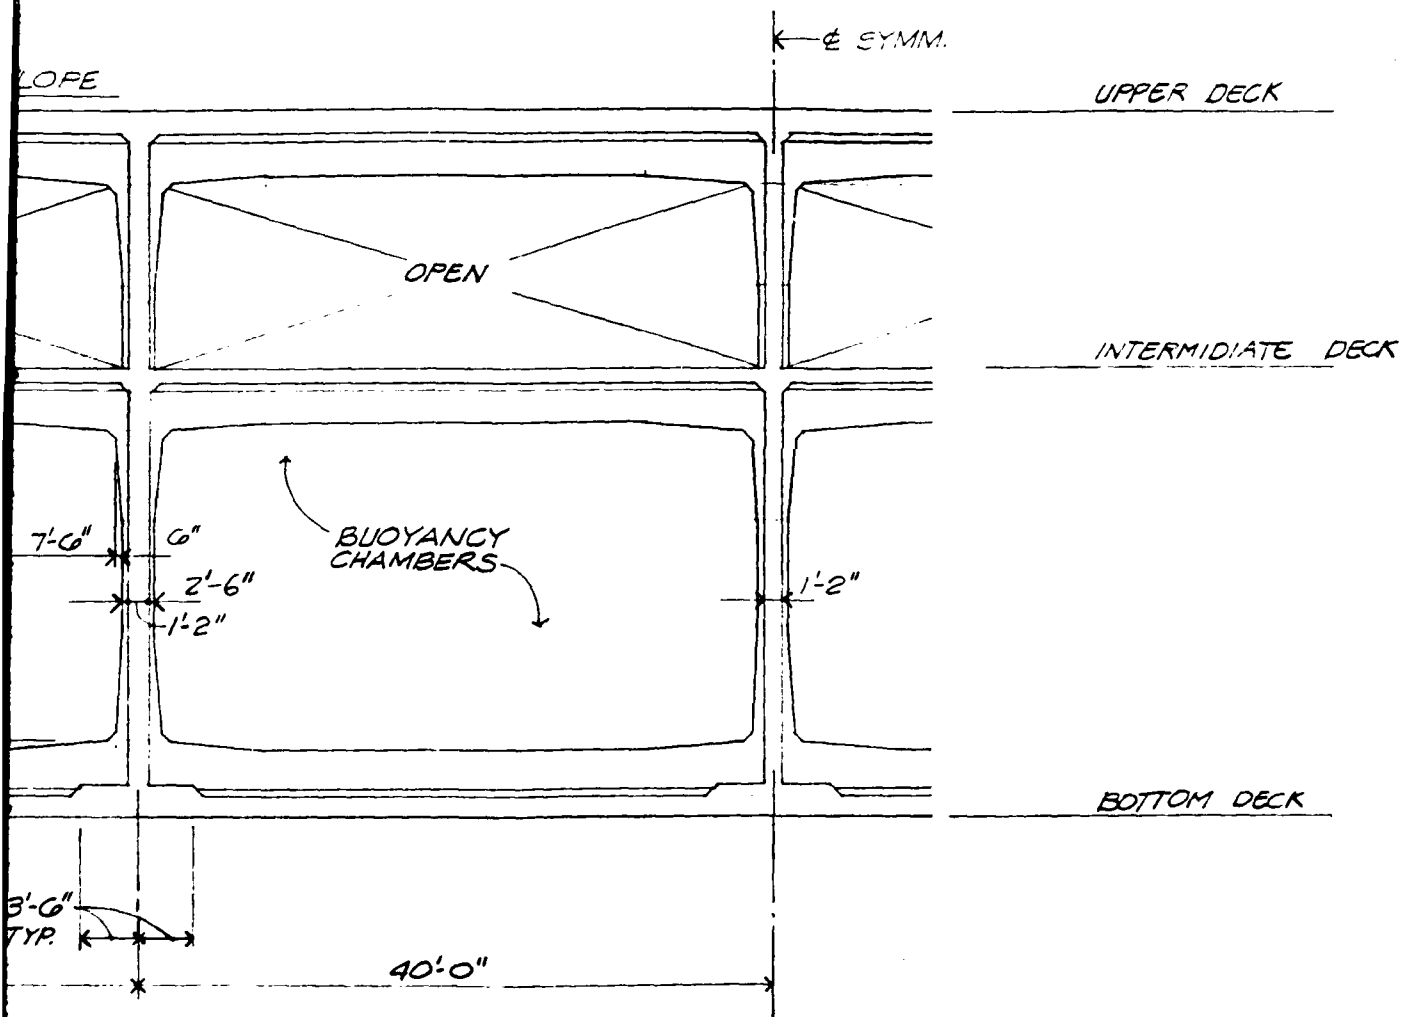 ℄ SYMM.
LOPE
UPPER DECK
OPEN
INTERMIDIATE DECK
7'-6"
6"
BUOYANCY
CHAMBERS
2'-6"
1'-2"
1'-2"
BOTTOM DECK
3'-6"
TYP.
40'-0"